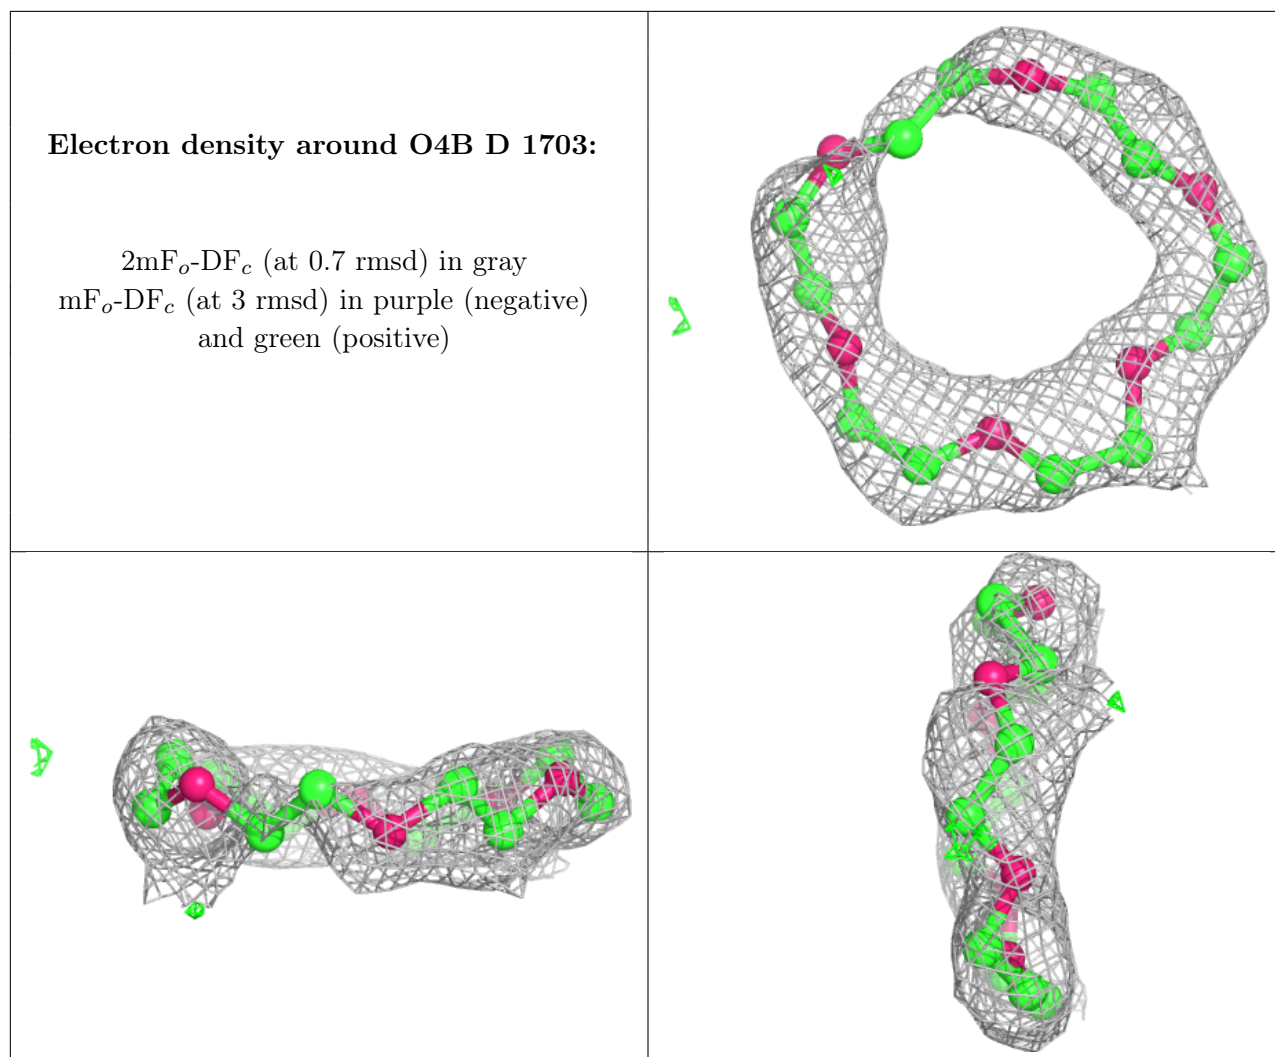 Electron density around O4B D 1703:
2mFo-DFc (at 0.7 rmsd) in gray
mFo-DFc (at 3 rmsd) in purple (negative)
and green (positive)